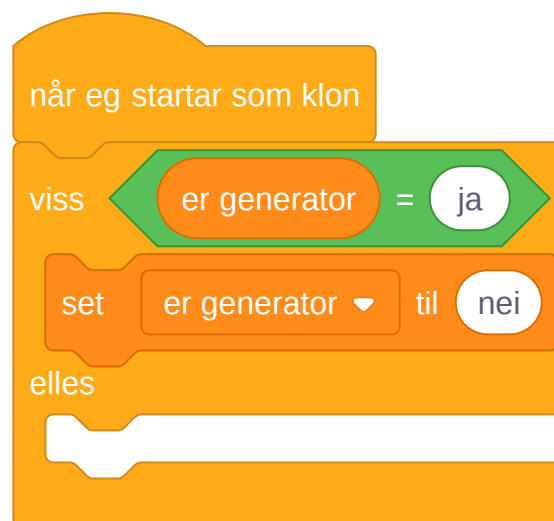 når eg startar som klon
viss er generator = ja
set er generator til nei
elles